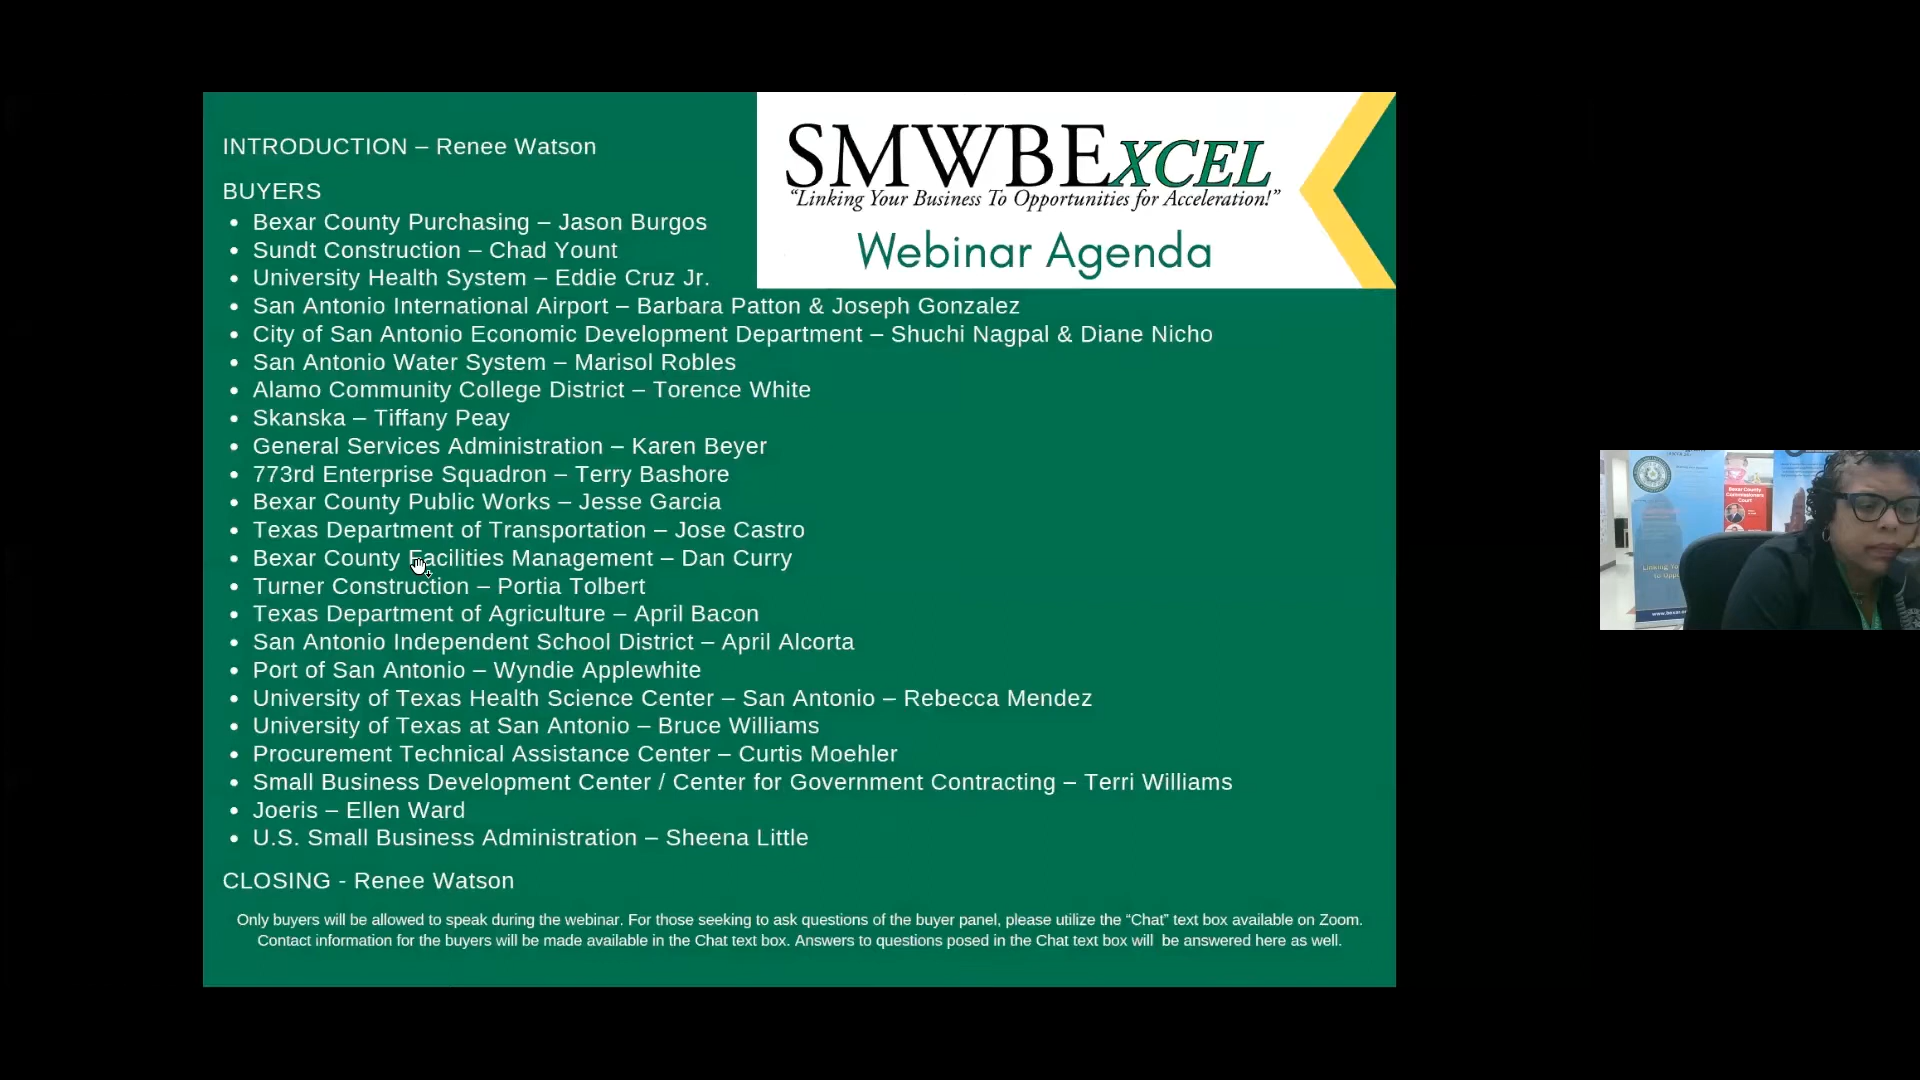 INTRODUCTION – Renee Watson
SMWBEXCEL
“Linking Your Business To Opportunities for Acceleration!”
Webinar Agenda
BUYERS
• Bexar County Purchasing – Jason Burgos
• Sundt Construction – Chad Yount
• University Health System – Eddie Cruz Jr.
• San Antonio International Airport – Barbara Patton & Joseph Gonzalez
• City of San Antonio Economic Development Department – Shuchi Nagpal & Diane Nicho
• San Antonio Water System – Marisol Robles
• Alamo Community College District – Torence White
• Skanska – Tiffany Peay
• General Services Administration – Karen Beyer
• 773rd Enterprise Squadron – Terry Bashore
• Bexar County Public Works – Jesse Garcia
• Texas Department of Transportation – Jose Castro
• Bexar County Facilities Management – Dan Curry
• Turner Construction – Portia Tolbert
• Texas Department of Agriculture – April Bacon
• San Antonio Independent School District – April Alcorta
• Port of San Antonio – Wyndie Applewhite
• University of Texas Health Science Center – San Antonio – Rebecca Mendez
• University of Texas at San Antonio – Bruce Williams
• Procurement Technical Assistance Center – Curtis Moehler
• Small Business Development Center / Center for Government Contracting – Terri Williams
• Joeris – Ellen Ward
• U.S. Small Business Administration – Sheena Little
CLOSING - Renee Watson
Only buyers will be allowed to speak during the webinar. For those seeking to ask questions of the buyer panel, please utilize the “Chat” text box available on Zoom.
Contact information for the buyers will be made available in the Chat text box. Answers to questions posed in the Chat text box will be answered here as well.
Bexar County
Commissioners
Court